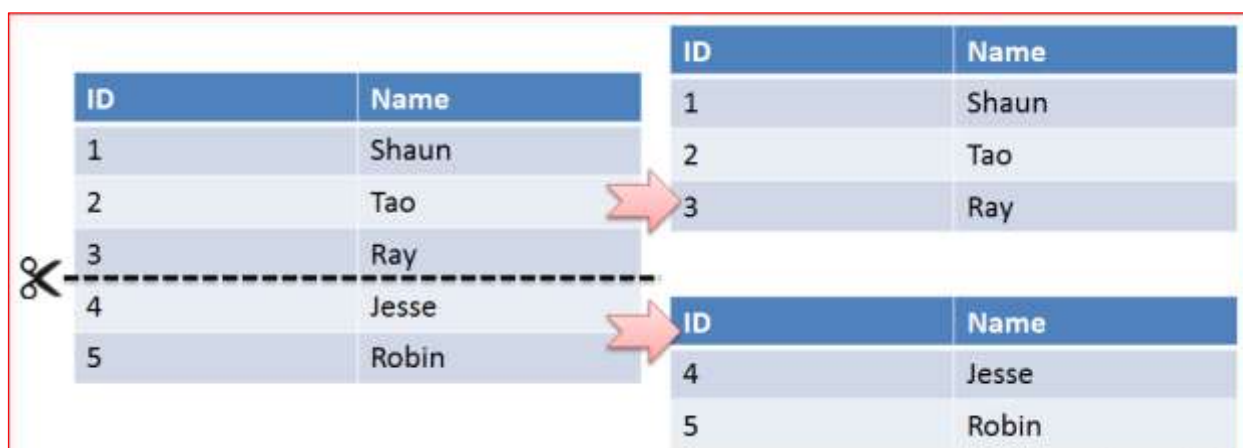 ID Name
1 Shaun
2 Tao
3 Ray
4 Jesse
5 Robin
ID Name
1 Shaun
2 Tao
3 Ray
ID Name
4 Jesse
5 Robin